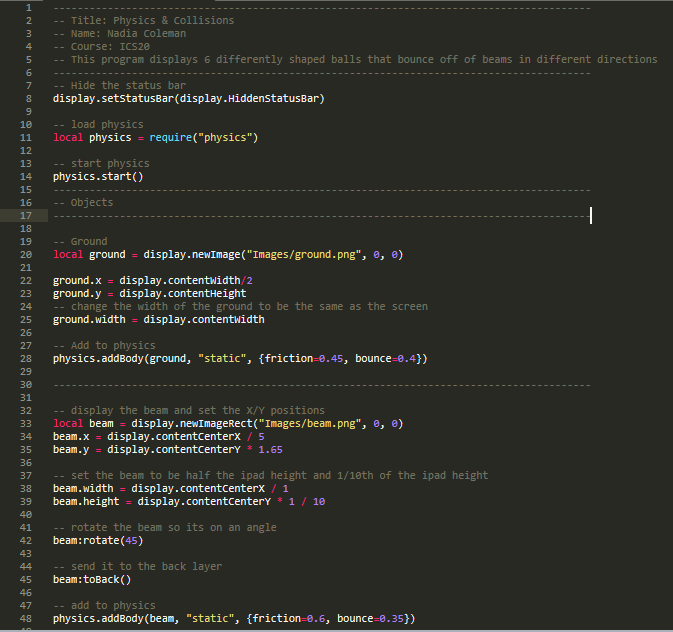 1 -----------------------------------------------------------------------------------------
2 -- Title: Physics & Collisions
3 -- Name: Nadia Coleman
4 -- Course: ICS20
5 -- This program displays 6 differently shaped balls that bounce off of beams in different directions
6 -----------------------------------------------------------------------------------------
7 -- Hide the status bar
8 display.setStatusBar(display.HiddenStatusBar)
9
10 -- load physics
11 local physics = require("physics")
12
13 -- start physics
14 physics.start()
15 -----------------------------------------------------------------------------------------
16 -- Objects
17 -----------------------------------------------------------------------------------------
18
19 -- Ground
20 local ground = display.newImage("Images/ground.png", 0, 0)
21
22 ground.x = display.contentWidth/2
23 ground.y = display.contentHeight
24 -- change the width of the ground to be the same as the screen
25 ground.width = display.contentWidth
26
27 -- Add to physics
28 physics.addBody(ground, "static", {friction=0.45, bounce=0.4})
29
30 -----------------------------------------------------------------------------------------
31
32 -- display the beam and set the X/Y positions
33 local beam = display.newImageRect("Images/beam.png", 0, 0)
34 beam.x = display.contentCenterX / 5
35 beam.y = display.contentCenterY * 1.65
36
37 -- set the beam to be half the ipad height and 1/10th of the ipad height
38 beam.width = display.contentCenterX / 1
39 beam.height = display.contentCenterY * 1 / 10
40
41 -- rotate the beam so its on an angle
42 beam:rotate(45)
43
44 -- send it to the back layer
45 beam:toBack()
46
47 -- add to physics
48 physics.addBody(beam, "static", {friction=0.6, bounce=0.35})